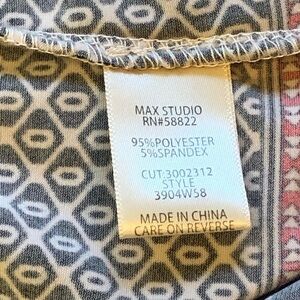 MAX STUDIO
RN#58822
95%POLYESTER
5%SPANDEX
CUT:3002312
STYLE
3904W58
MADE IN CHINA
CARE ON REVERSE